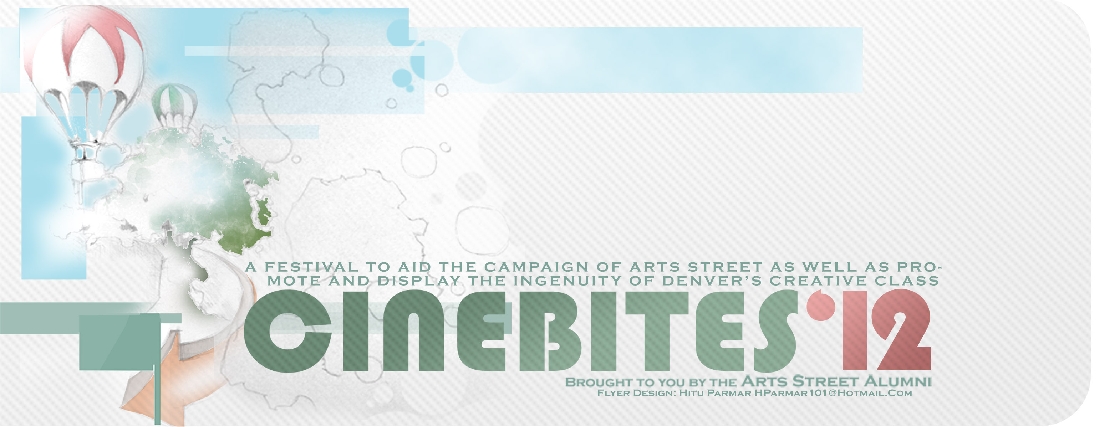 A FESTIVAL TO AID THE CAMPAIGN OF ARTS STREET AS WELL AS PRO-
MOTE AND DISPLAY THE INGENUITY OF DENVER'S CREATIVE CLASS
CINEBITES'12
BROUGHT TO YOU BY THE ARTS STREET ALUMNI
FLYER DESIGN: HITU PARMAR HPARMAR101@HOTMAIL.COM